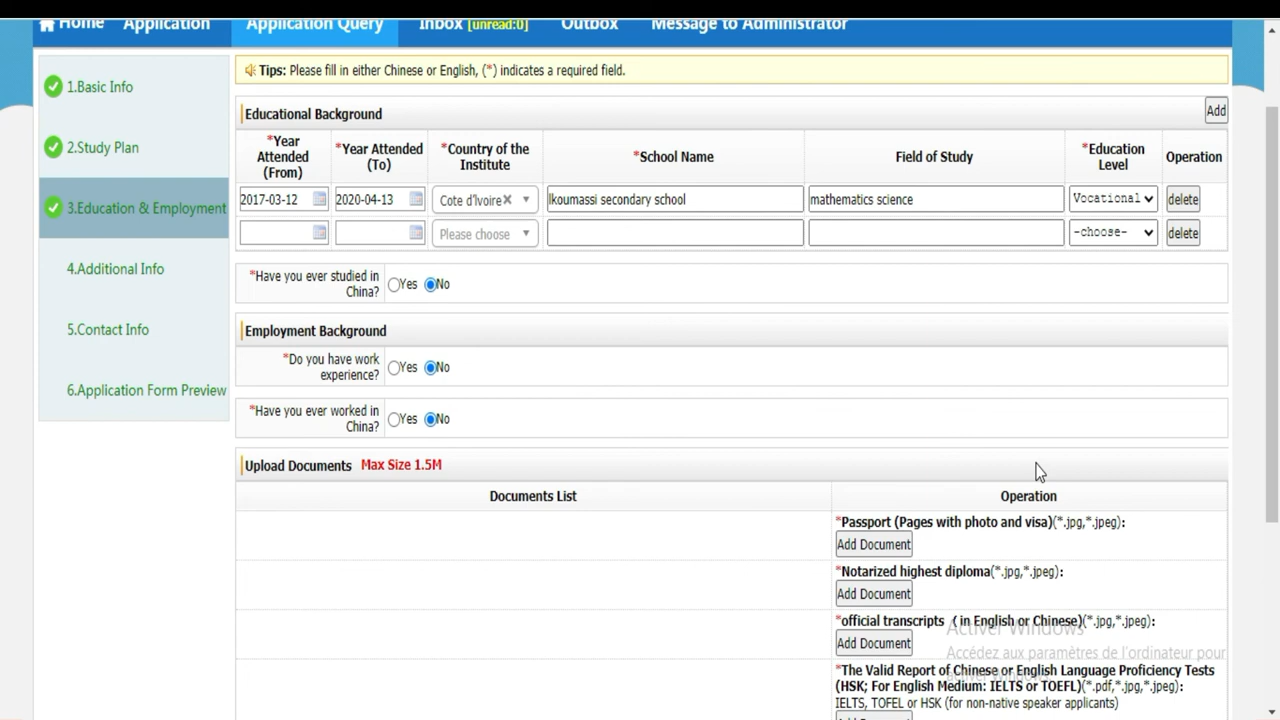 Home Application Application Query Inbox [unread:0] Outbox Message to Administrator
1.Basic Info
2.Study Plan
3.Education & Employment
4.Additional Info
5.Contact Info
6.Application Form Preview
Tips: Please fill in either Chinese or English, (*) indicates a required field.
Educational Background Add
*Year Attended (From) *Year Attended (To) *Country of the Institute *School Name Field of Study *Education Level Operation
2017-03-12 2020-04-13 Cote d'Ivoire× lkoumassi secondary school mathematics science Vocational delete
Please choose -choose- delete
*Have you ever studied in
China? Yes No
Employment Background
*Do you have work
experience? Yes No
*Have you ever worked in
China? Yes No
Upload Documents Max Size 1.5M
Documents List Operation
*Passport (Pages with photo and visa)(*.jpg,*.jpeg):
Add Document
*Notarized highest diploma(*.jpg,*.jpeg):
Add Document
*official transcripts ( in English or Chinese)(*.jpg,*.jpeg):
Activer Windows
Add Document
Accédez aux paramètres de l'ordinateur pour
*The Valid Report of Chinese or English Language Proficiency Tests
(HSK; For English Medium: IELTS or TOEFL)(*.pdf,*.jpg,*.jpeg):
IELTS, TOFEL or HSK (for non-native speaker applicants)